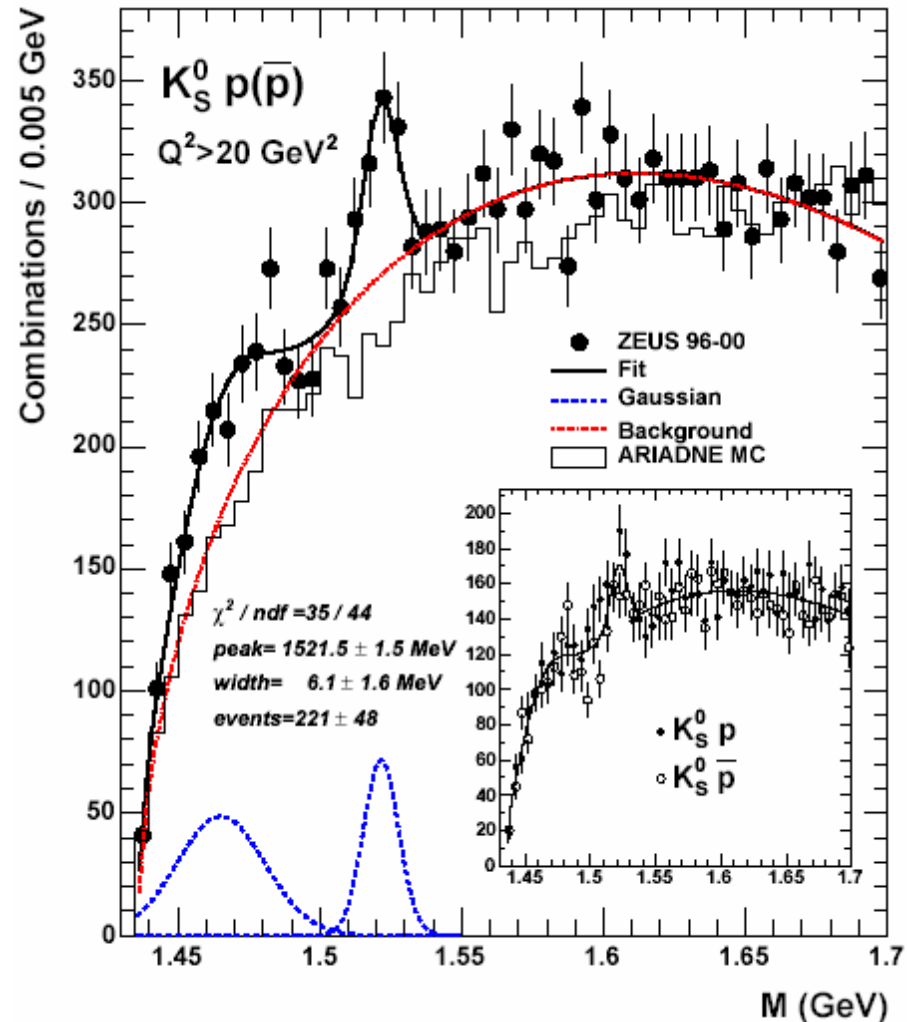 Combinations / 0.005 GeV
K⁰_S p(p̅)
Q²>20 GeV²
350
300
250
200
150
100
50
0
ZEUS 96-00
Fit
Gaussian
Background
ARIADNE MC
χ² / ndf =35 / 44
peak= 1521.5 ± 1.5 MeV
width= 6.1 ± 1.6 MeV
events=221 ± 48
200
180
160
140
120
100
80
60
40
20
0
K⁰_S p
K⁰_S p̅
1.45 1.5 1.55 1.6 1.65 1.7
1.45 1.5 1.55 1.6 1.65 1.7
M (GeV)